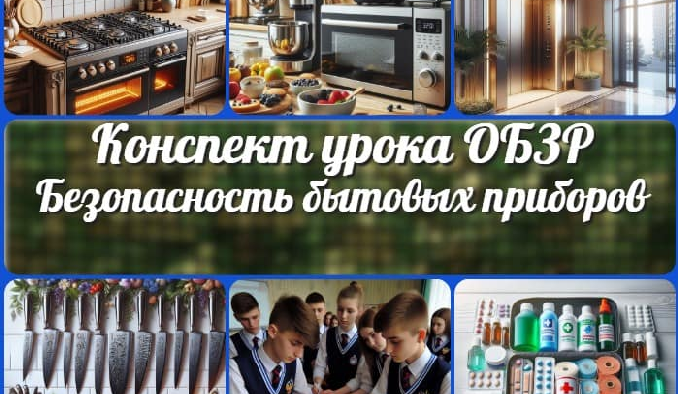 Конспект урока ОБЗР
Безопасность бытовых приборов